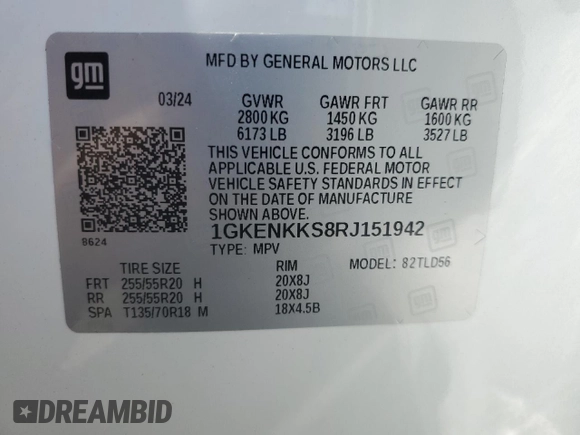 gm
MFD BY GENERAL MOTORS LLC
03/24 GVWR GAWR FRT GAWR RR
2800 KG 1450 KG 1600 KG
6173 LB 3196 LB 3527 LB
THIS VEHICLE CONFORMS TO ALL
APPLICABLE U.S. FEDERAL MOTOR
VEHICLE SAFETY STANDARDS IN EFFECT
ON THE DATE OF MANUFACTURE
SHOWN ABOVE.
8624
1GKENKKS8RJ151942
TYPE: MPV MODEL: 82TLD56
TIRE SIZE RIM
FRT 255/55R20 H 20X8J
RR 255/55R20 H 20X8J
SPA T135/70R18 M 18X4.5B
DREAMBID